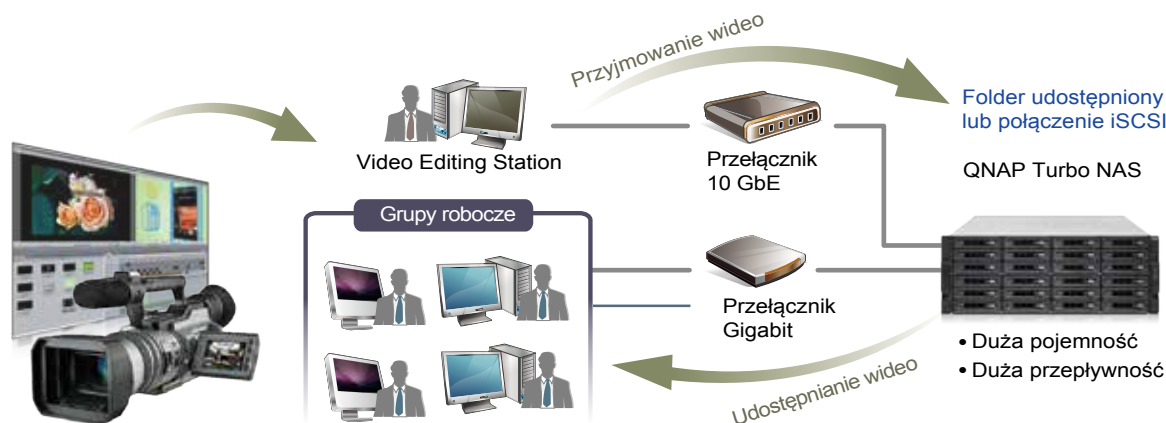 Przyjmowanie wideo
Folder udostępniony
lub połączenie iSCSI
Video Editing Station
Przełącznik
10 GbE
QNAP Turbo NAS
Grupy robocze
Przełącznik
Gigabit
• Duża pojemność
• Duża przepływność
Udostępnianie wideo